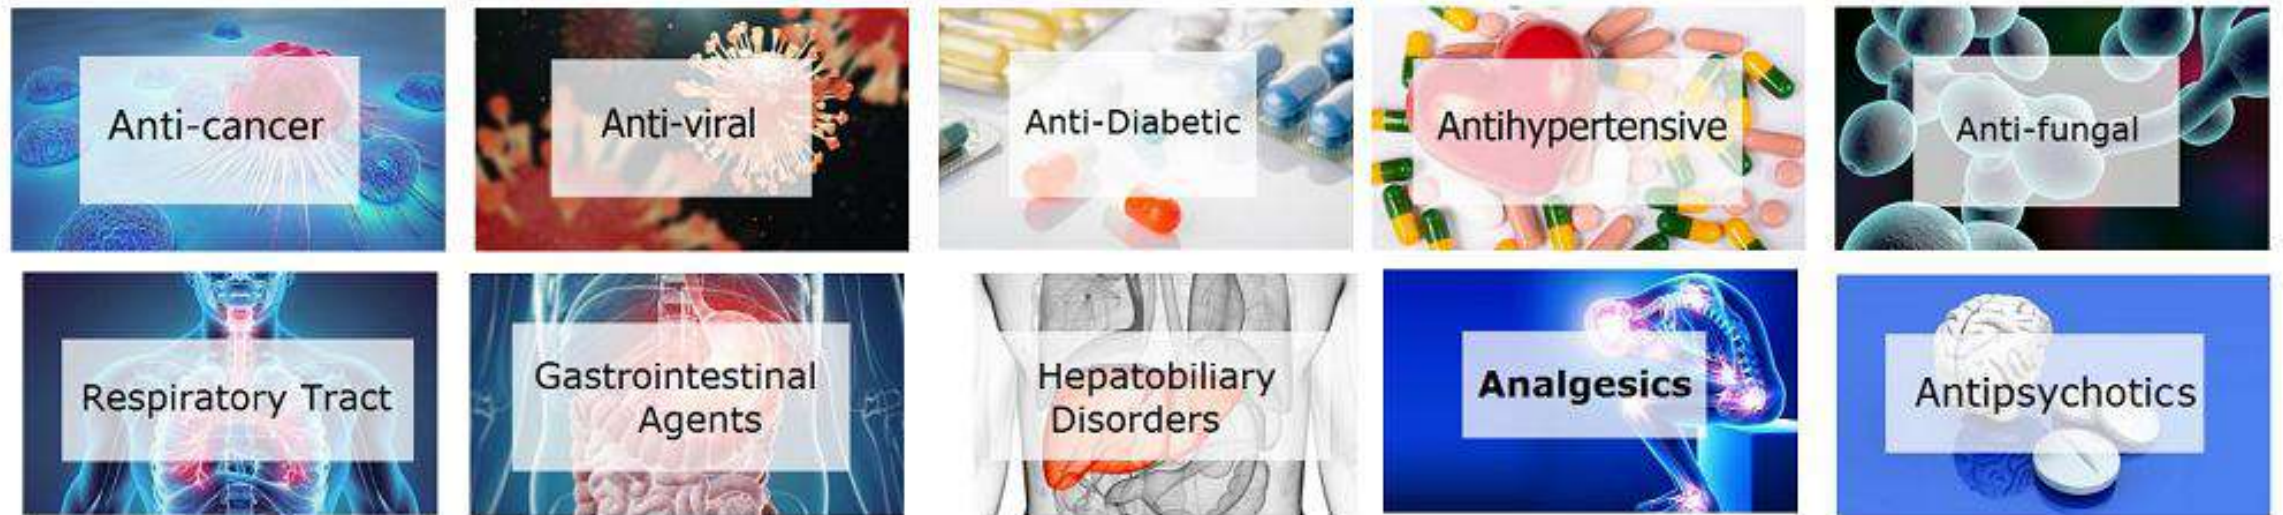 Anti-cancer
Anti-viral
Anti-Diabetic
Antihypertensive
Anti-fungal
Respiratory Tract
Gastrointestinal
Agents
Hepatobiliary
Disorders
Analgesics
Antipsychotics